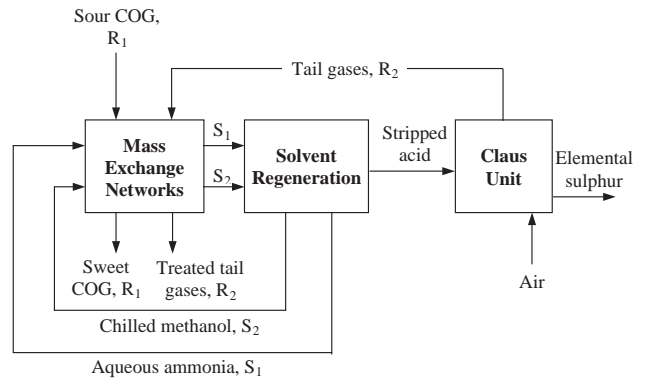 Sour COG,
R1
Tail gases, R2
Mass
Exchange
Networks
S1
S2
Solvent
Regeneration
Stripped
acid
Claus
Unit
Elemental
sulphur
Sweet
COG, R1
Treated tail
gases, R2
Air
Chilled methanol, S2
Aqueous ammonia, S1